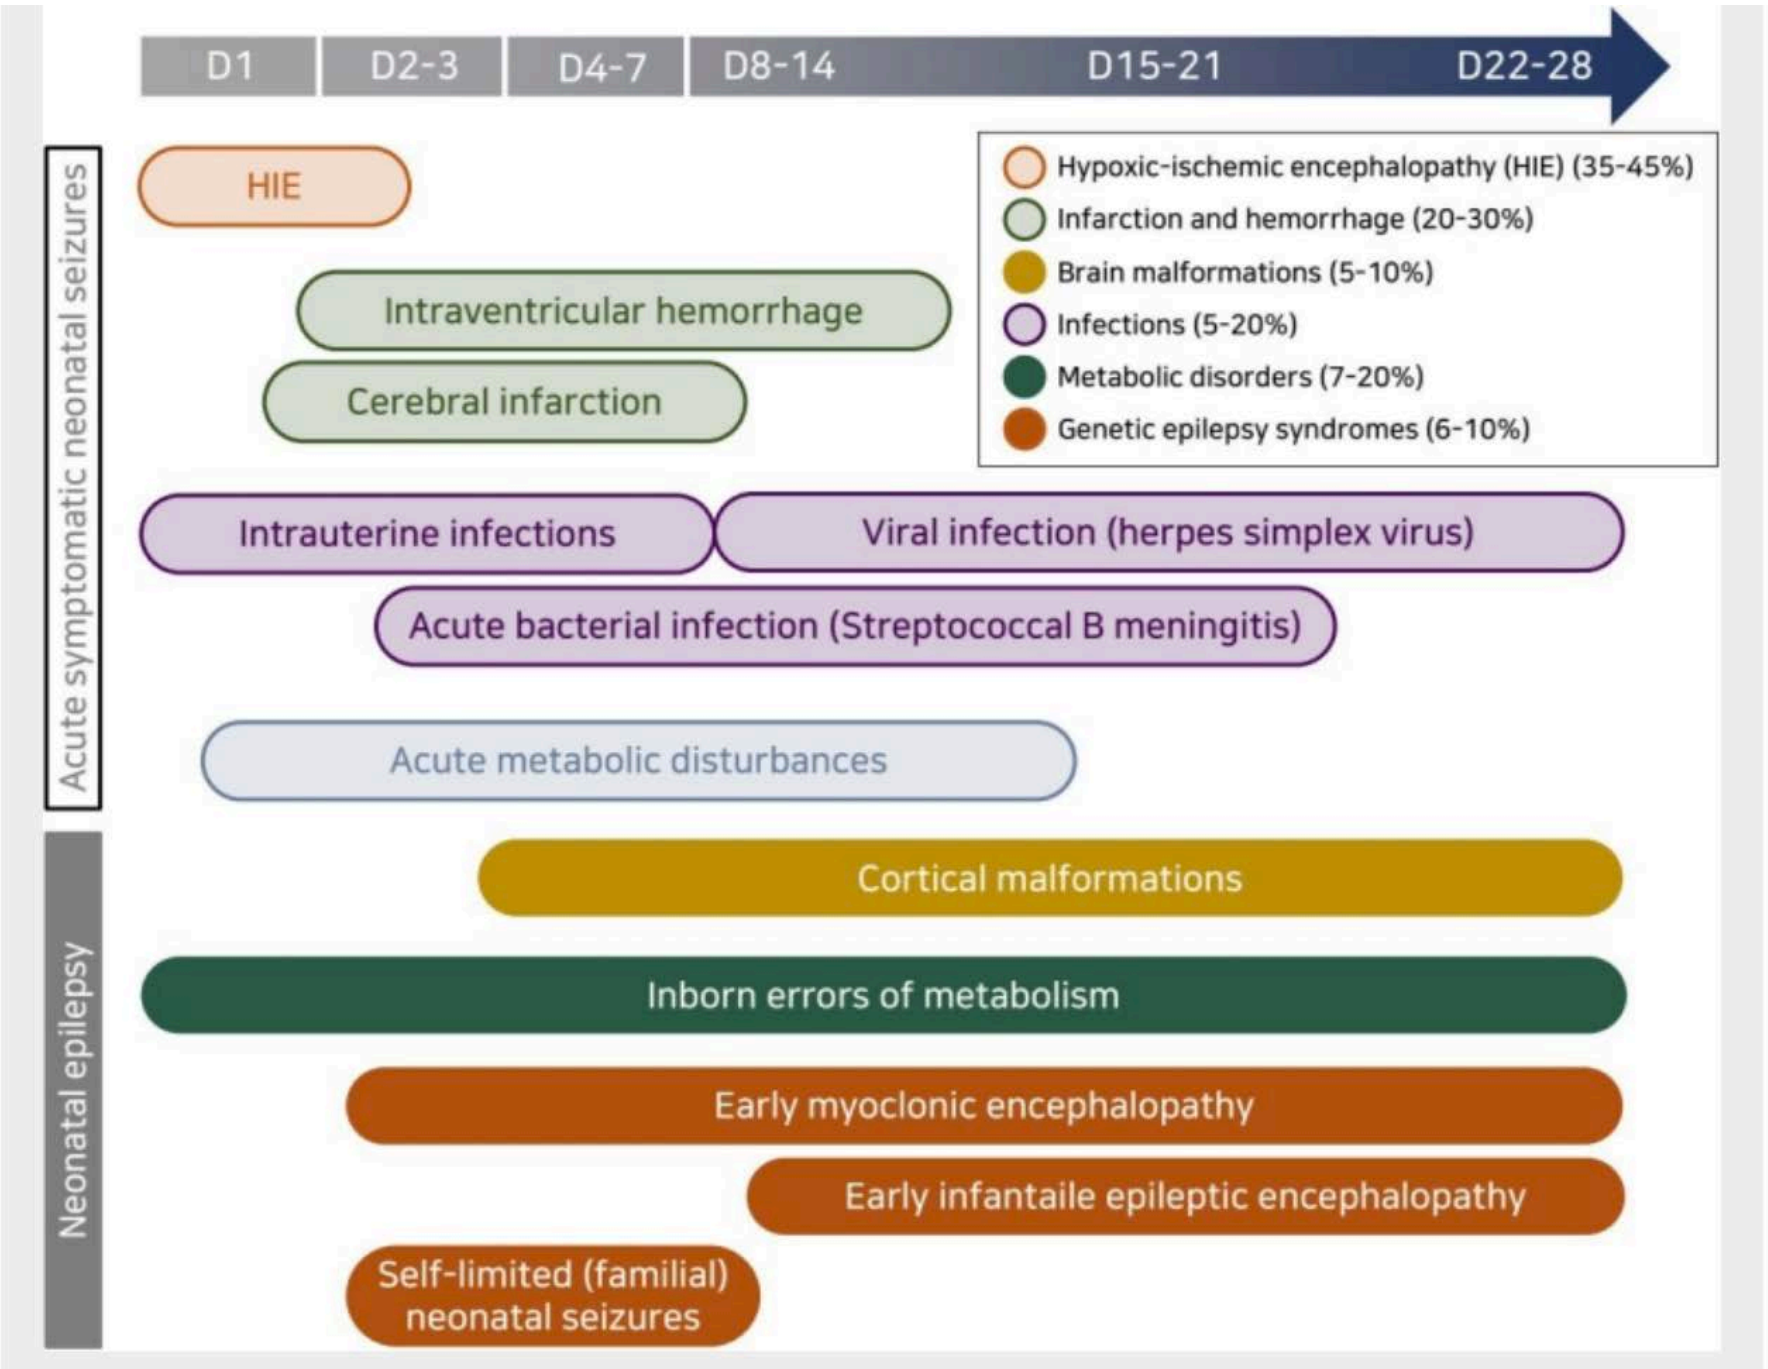 D1
D2-3
D4-7
D8-14
D15-21
D22-28
Acute symptomatic neonatal seizures
HIE
Hypoxic-ischemic encephalopathy (HIE) (35-45%)
Infarction and hemorrhage (20-30%)
Brain malformations (5-10%)
Infections (5-20%)
Metabolic disorders (7-20%)
Genetic epilepsy syndromes (6-10%)
Intraventricular hemorrhage
Cerebral infarction
Intrauterine infections
Viral infection (herpes simplex virus)
Acute bacterial infection (Streptococcal B meningitis)
Acute metabolic disturbances
Neonatal epilepsy
Cortical malformations
Inborn errors of metabolism
Early myoclonic encephalopathy
Early infantaile epileptic encephalopathy
Self-limited (familial)
neonatal seizures